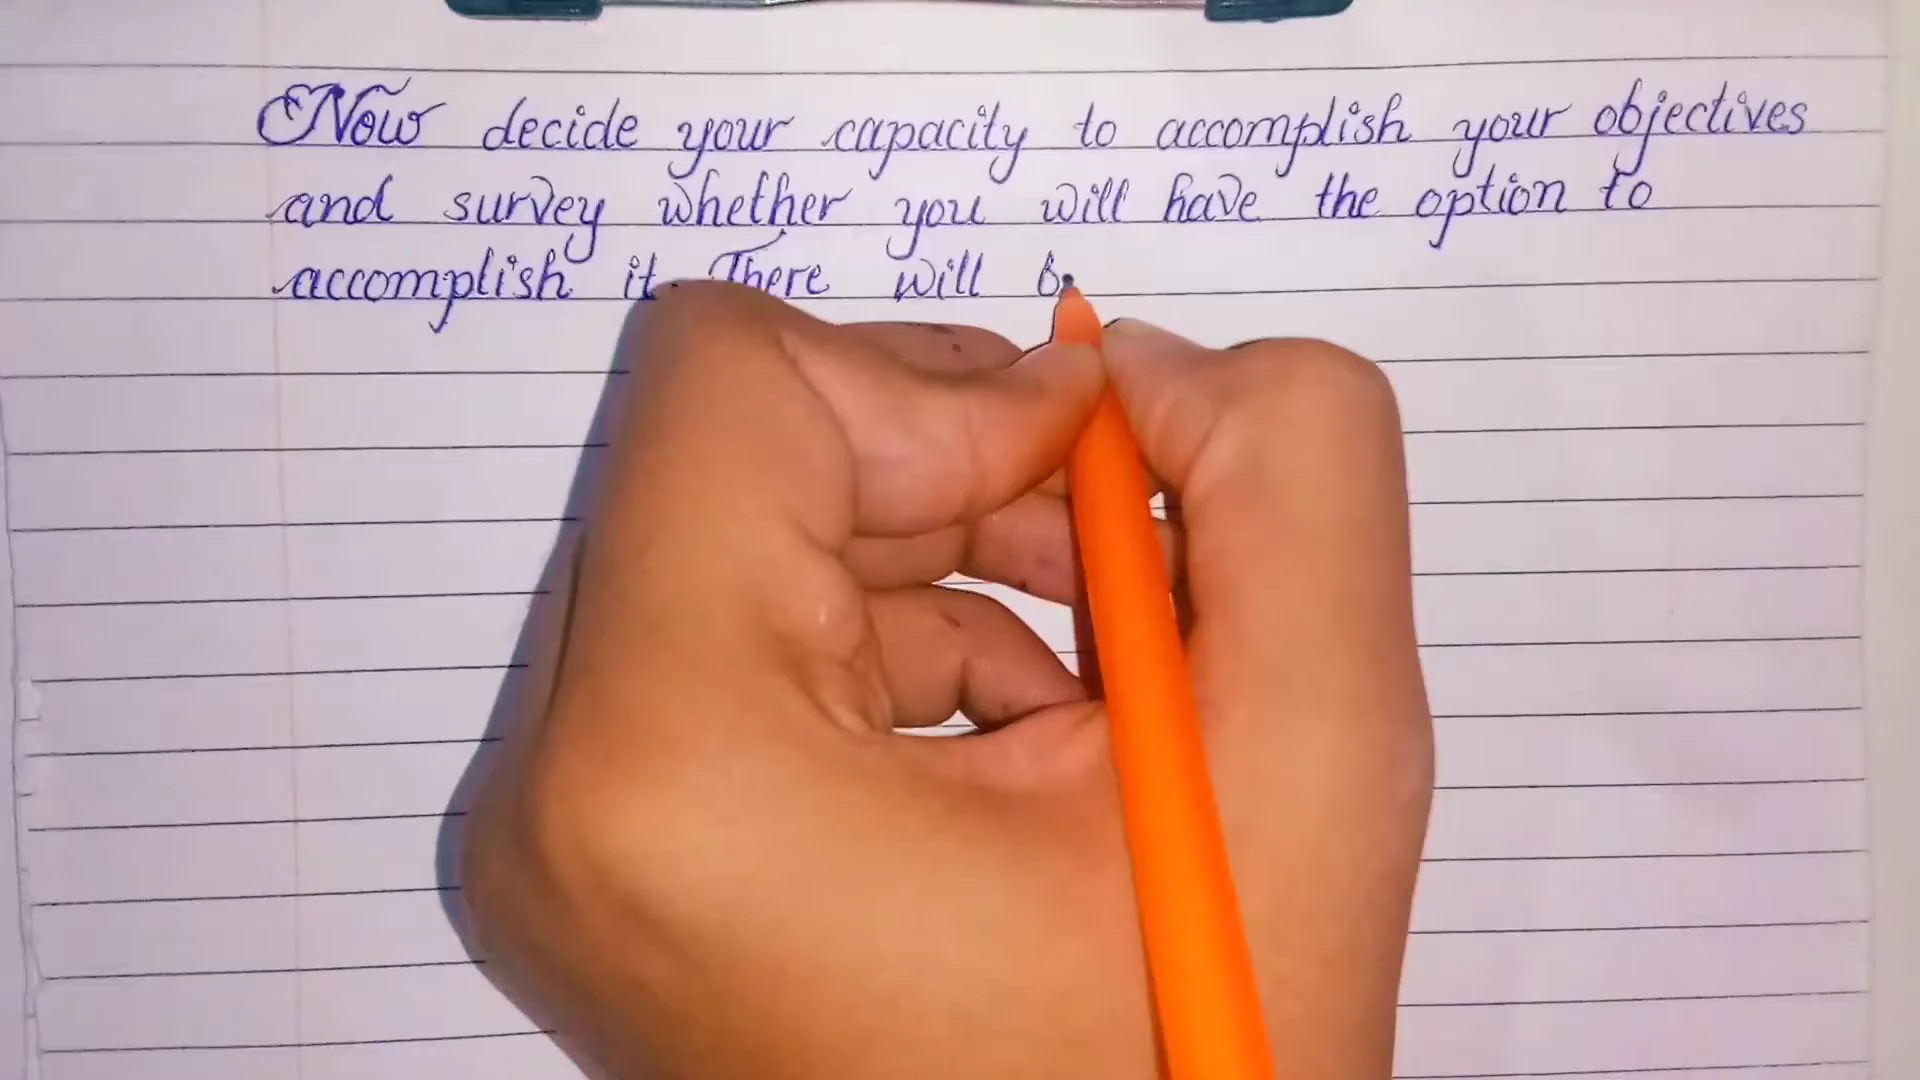 Now decide your capacity to accomplish your objectives
and survey whether you will have the option to
accomplish it. There will b